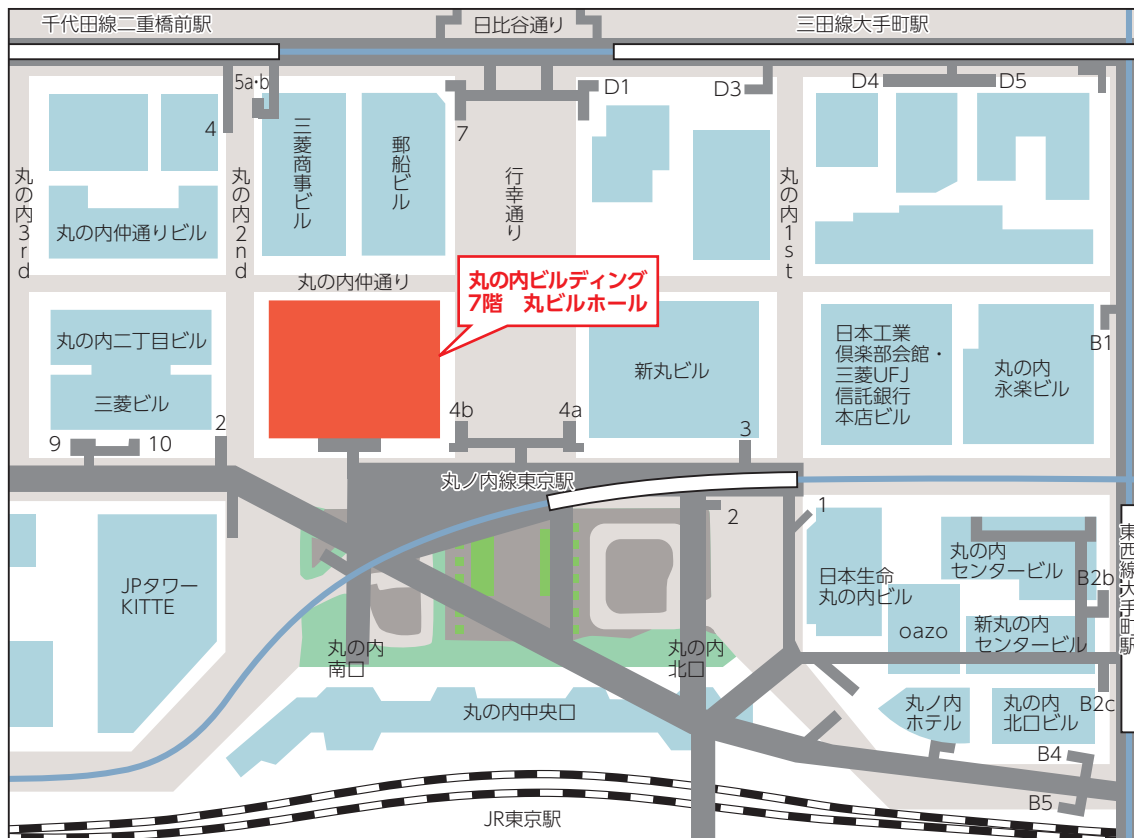 千代田線二重橋前駅
日比谷通り
三田線大手町駅
5a・b
D1
D3
D4
D5
4
7
三菱商事ビル
郵船ビル
行幸通り
丸の内3rd
丸の内2nd
丸の内1st
丸の内仲通りビル
丸の内仲通り
丸の内ビルディング
7階　丸ビルホール
丸の内二丁目ビル
三菱ビル
新丸ビル
日本工業
倶楽部会館・
三菱UFJ
信託銀行
本店ビル
丸の内
永楽ビル
B1
9
10
2
4b
4a
3
丸ノ内線東京駅
2
1
JPタワー
KITTE
日本生命
丸の内ビル
丸の内
センタービル
東西線大手町駅
B2b
oazo
新丸の内
センタービル
丸の内
南口
丸の内
北口
丸の内中央口
丸ノ内
ホテル
丸の内
北口ビル
B2c
B4
B5
JR東京駅